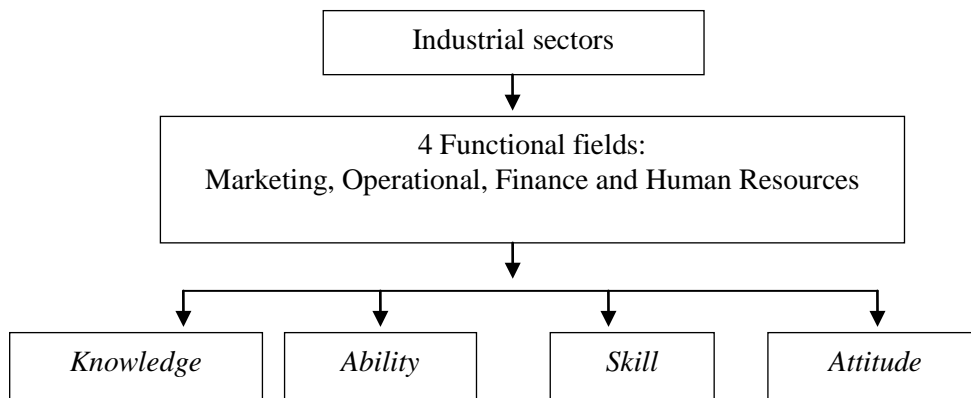 Industrial sectors
4 Functional fields:
Marketing, Operational, Finance and Human Resources
Knowledge
Ability
Skill
Attitude